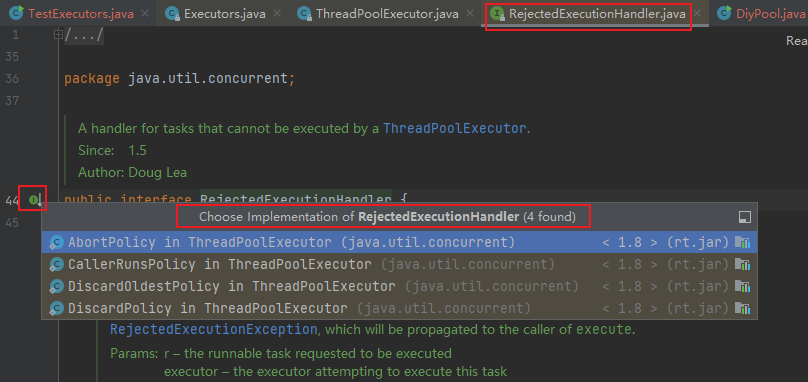 TestExecutors.java × Executors.java × ThreadPoolExecutor.java × RejectedExecutionHandler.java × DiyPool.java
1 /.../ Rea
35
36 package java.util.concurrent;
37
A handler for tasks that cannot be executed by a ThreadPoolExecutor.
Since: 1.5
Author: Doug Lea
44 public interface RejectedExecutionHandler {
45 Choose Implementation of RejectedExecutionHandler (4 found)
AbortPolicy in ThreadPoolExecutor (java.util.concurrent) < 1.8 > (rt.jar)
CallerRunsPolicy in ThreadPoolExecutor (java.util.concurrent) < 1.8 > (rt.jar)
DiscardOldestPolicy in ThreadPoolExecutor (java.util.concurrent) < 1.8 > (rt.jar)
DiscardPolicy in ThreadPoolExecutor (java.util.concurrent) < 1.8 > (rt.jar)
RejectedExecutionException, which will be propagated to the caller of execute.
Params: r – the runnable task requested to be executed
executor – the executor attempting to execute this task